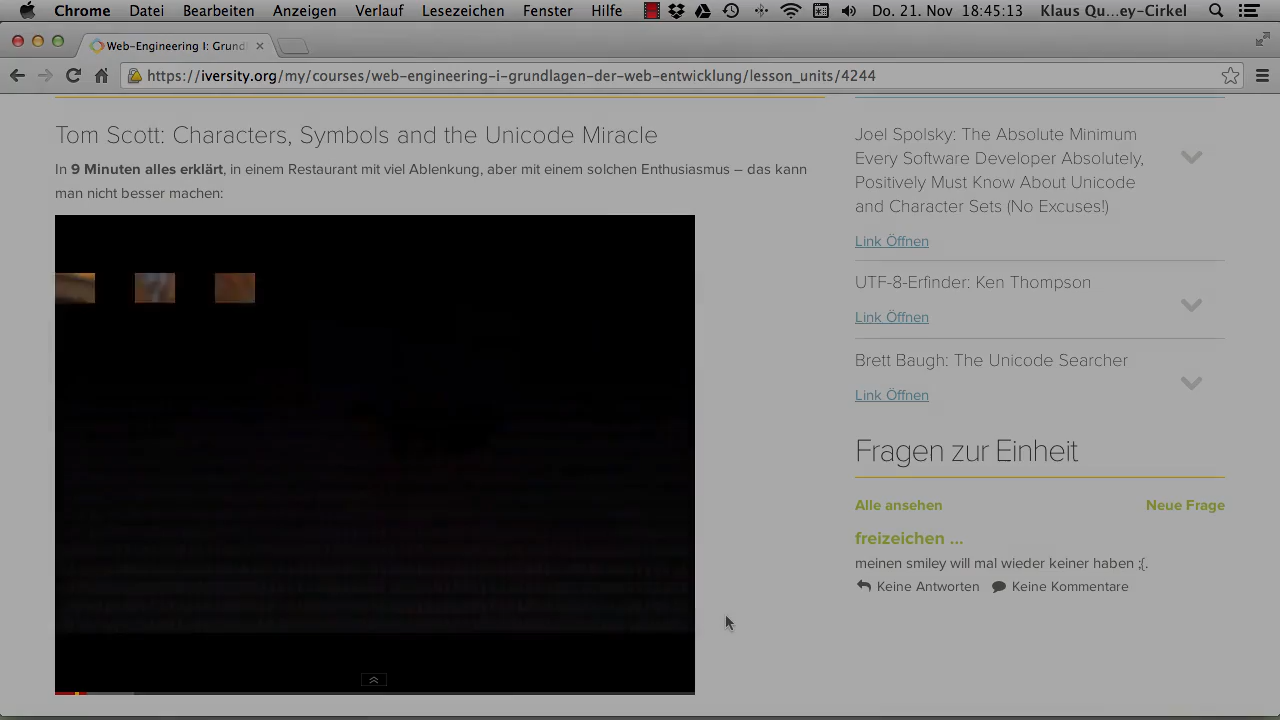 Chrome Datei Bearbeiten Anzeigen Verlauf Lesezeichen Fenster Hilfe Do. 21. Nov 18:45:13 Klaus Qu...ey-Cirkel
Web-Engineering I: Grund
https://iversity.org/my/courses/web-engineering-i-grundlagen-der-web-entwicklung/lesson_units/4244
Tom Scott: Characters, Symbols and the Unicode Miracle
In 9 Minuten alles erklärt, in einem Restaurant mit viel Ablenkung, aber mit einem solchen Enthusiasmus – das kann
man nicht besser machen:
Joel Spolsky: The Absolute Minimum
Every Software Developer Absolutely,
Positively Must Know About Unicode
and Character Sets (No Excuses!)
Link Öffnen
UTF-8-Erfinder: Ken Thompson
Link Öffnen
Brett Baugh: The Unicode Searcher
Link Öffnen
Fragen zur Einheit
Alle ansehen Neue Frage
freizeichen ...
meinen smiley will mal wieder keiner haben ;{.
Keine Antworten Keine Kommentare